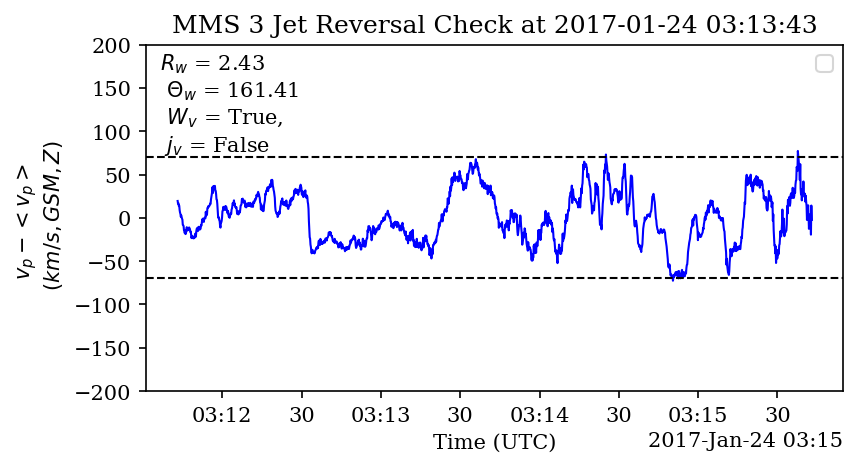 MMS 3 Jet Reversal Check at 2017-01-24 03:13:43
R_w = 2.43
Θ_w = 161.41
W_v = True,
j_v = False
v_p − < v_p >
(km/s, GSM, Z)
200
150
100
50
0
−50
−100
−150
−200
03:12 30 03:13 30 03:14 30 03:15 30
Time (UTC)
2017-Jan-24 03:15